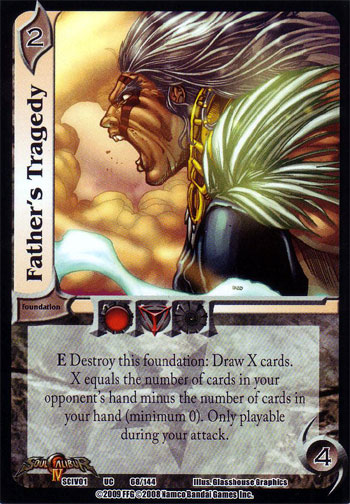 2
Father's Tragedy
foundation
E Destroy this foundation: Draw X cards.
X equals the number of cards in your
opponent's hand minus the number of cards in
your hand (minimum 0). Only playable
during your attack.
4
SOULCALIBUR
IV
SCIV01 UC 68/144 Illus. Glasshouse Graphics
©2009 FFG ©2008 Namco Bandai Games Inc.